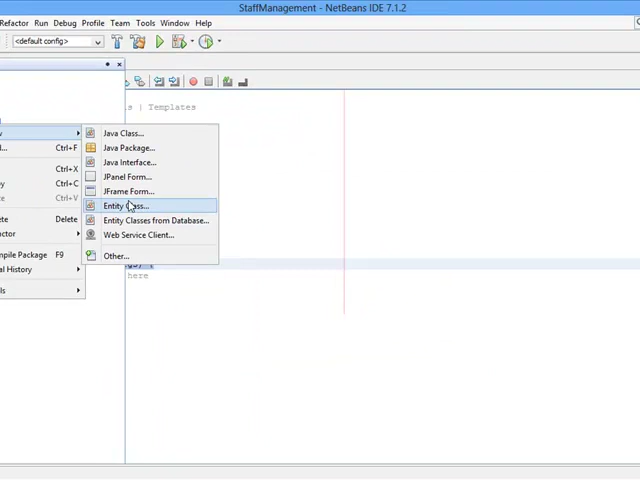 StaffManagement - NetBeans IDE 7.1.2
Refactor Run Debug Profile Team Tools Window Help
<default config>
s | Templates
Java Class...
Ctrl+F
Java Package...
Java Interface...
Ctrl+X
JPanel Form...
Ctrl+C
JFrame Form...
Ctrl+V
Entity Class...
Delete
Entity Classes from Database...
Web Service Client...
mpile Package F9
Other...
al History
here